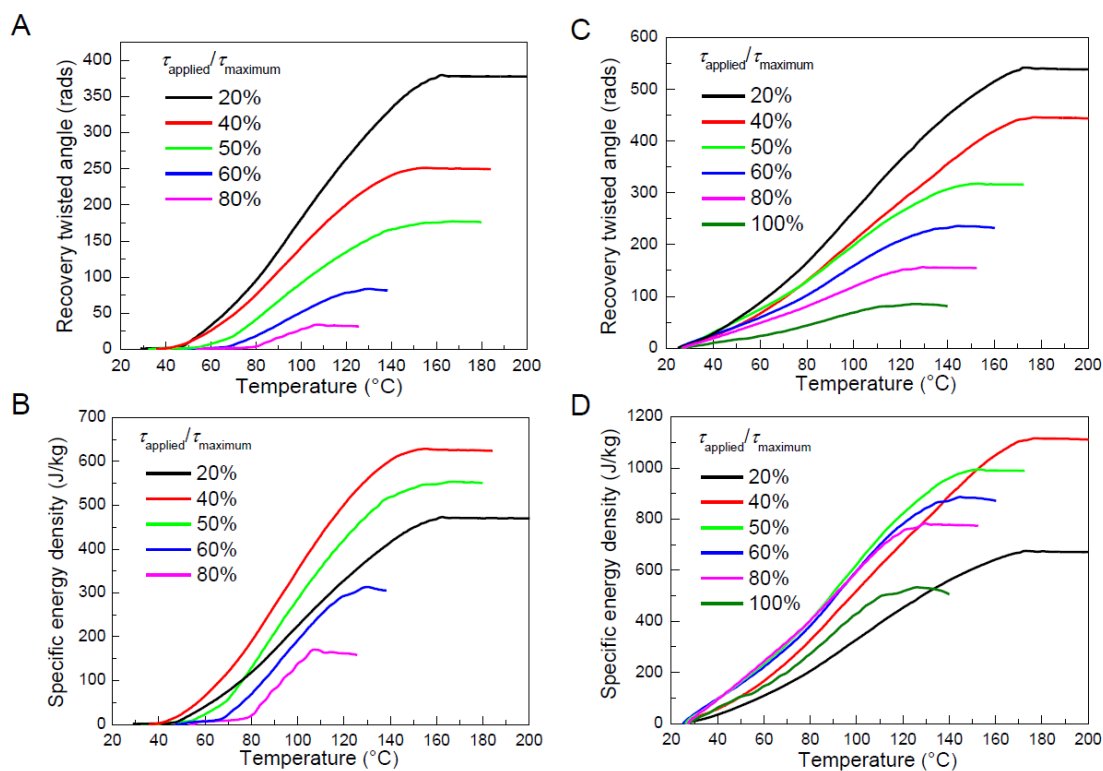 A
τapplied/τmaximum
20%
40%
50%
60%
80%
Recovery twisted angle (rads)
400
350
300
250
200
150
100
50
0
20 40 60 80 100 120 140 160 180 200
Temperature (°C)
C
τapplied/τmaximum
20%
40%
50%
60%
80%
100%
Recovery twisted angle (rads)
600
500
400
300
200
100
0
20 40 60 80 100 120 140 160 180 200
Temperature (°C)
B
τapplied/τmaximum
20%
40%
50%
60%
80%
Specific energy density (J/kg)
700
600
500
400
300
200
100
0
20 40 60 80 100 120 140 160 180 200
Temperature (°C)
D
τapplied/τmaximum
20%
40%
50%
60%
80%
100%
Specific energy density (J/kg)
1200
1000
800
600
400
200
0
20 40 60 80 100 120 140 160 180 200
Temperature (°C)